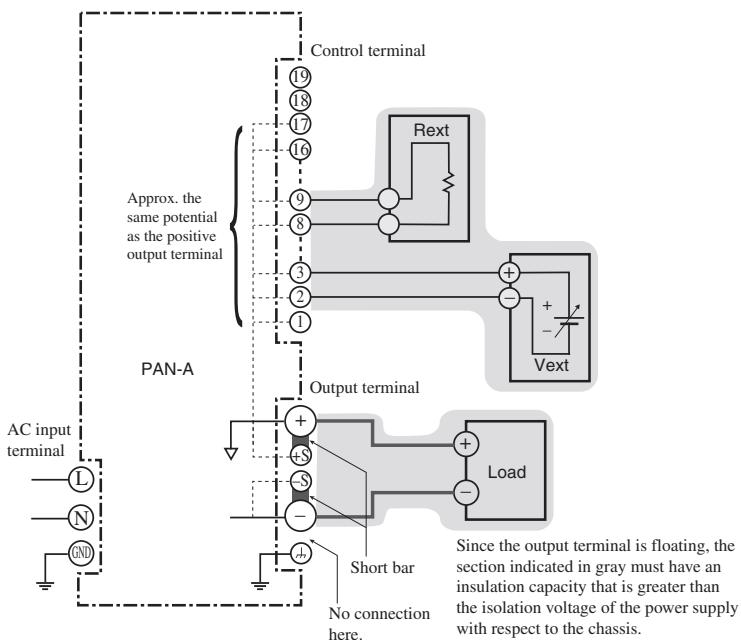 Control terminal
19
18
17
16
Rext
9
8
Approx. the
same potential
as the positive
output terminal
3
+
2
−
+
−
1
Vext
PAN-A
Output terminal
AC input
terminal
+
+S
+
Load
L
−S
−
N
−
GND
Short bar
No connection
here.
Since the output terminal is floating, the
section indicated in gray must have an
insulation capacity that is greater than
the isolation voltage of the power supply
with respect to the chassis.